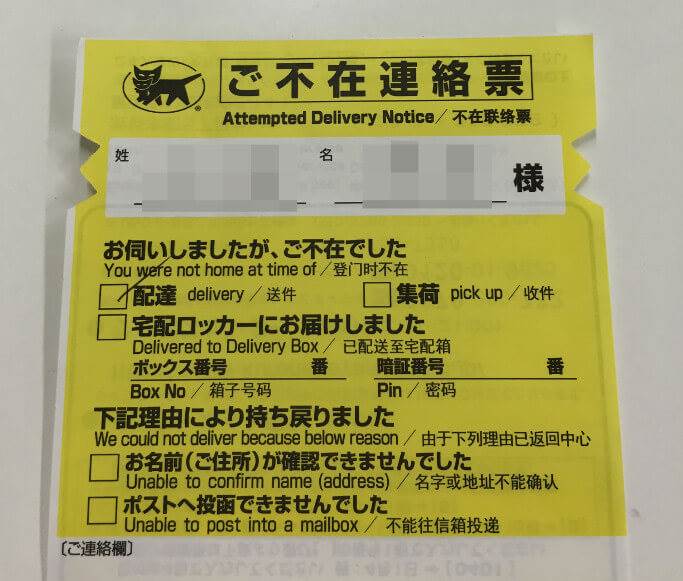 ご不在連絡票
Attempted Delivery Notice／不在联络票
姓 名 様
お伺いしましたが、ご不在でした
You were not home at time of／登门时不在
配達 delivery／送件 集荷 pick up／收件
宅配ロッカーにお届けしました
Delivered to Delivery Box／已配送至宅配箱
ボックス番号 番 暗証番号 番
Box No／箱子号码 Pin／密码
下記理由により持ち戻りました
We could not deliver because below reason／由于下列理由已返回中心
お名前(ご住所)が確認できませんでした
Unable to confirm name (address)／名字或地址不能确认
ポストへ投函できませんでした
Unable to post into a mailbox／不能往信箱投递
〔ご連絡欄〕